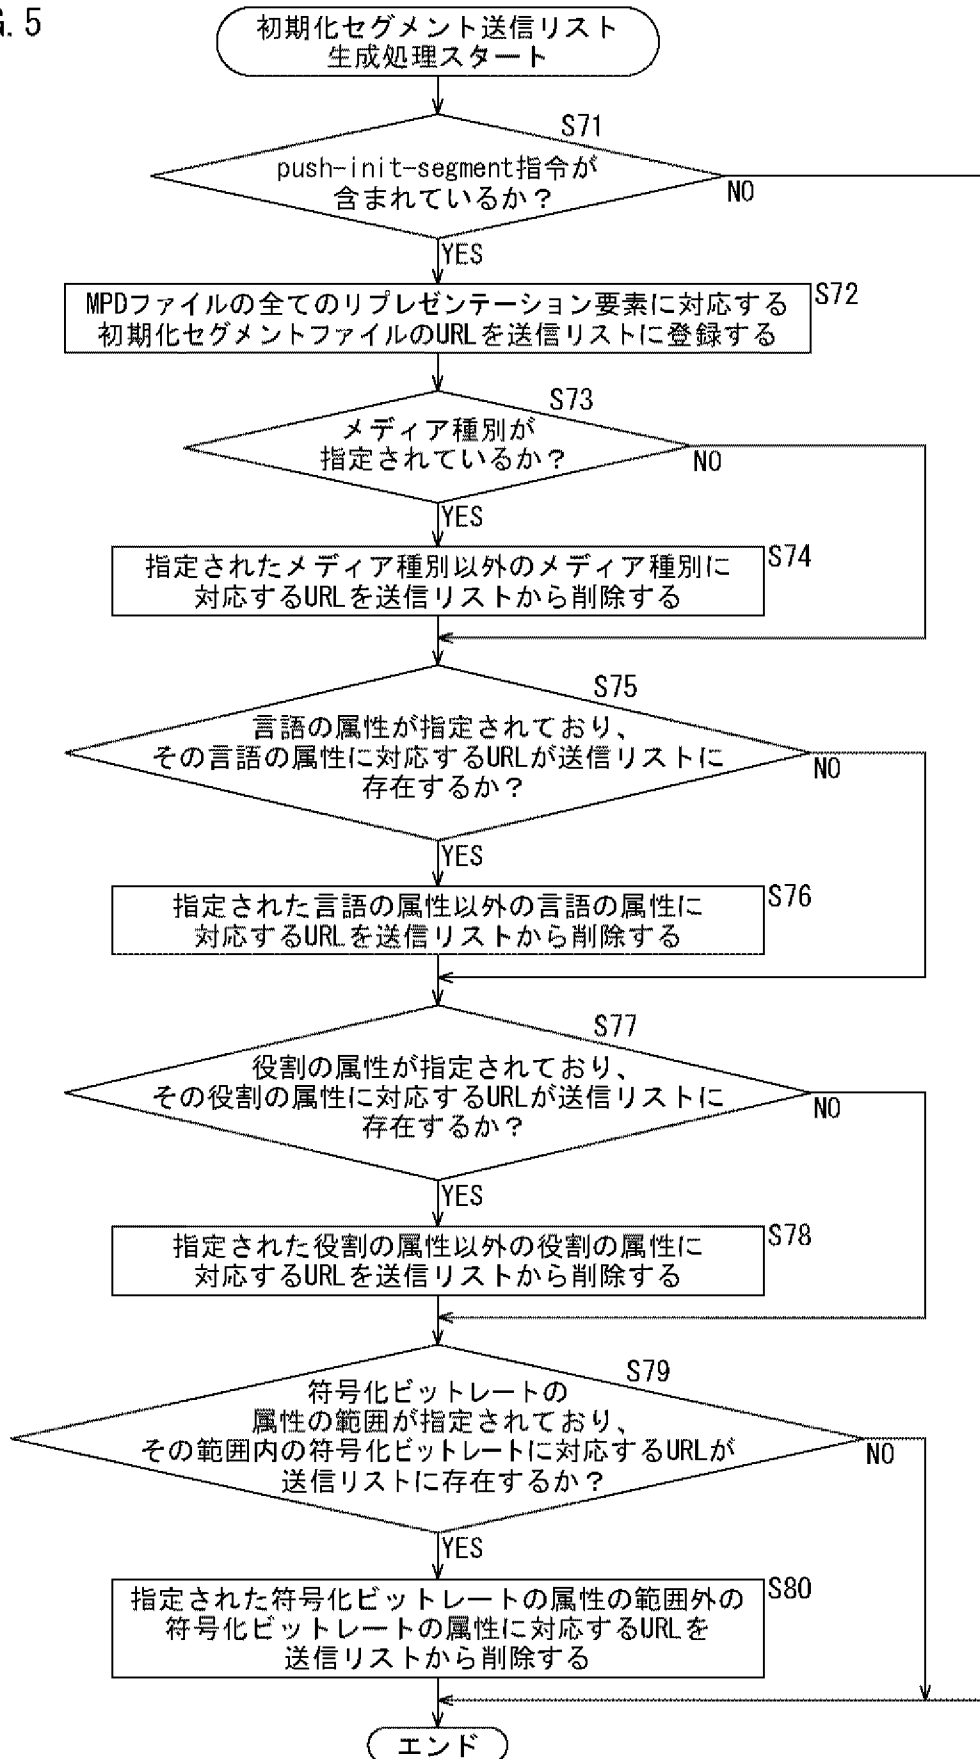 G. 5
初期化セグメント送信リスト
生成処理スタート
S71
push-init-segment指令が
含まれているか？
NO
YES
S72
MPDファイルの全てのリプレゼンテーション要素に対応する
初期化セグメントファイルのURLを送信リストに登録する
S73
メディア種別が
指定されているか？
NO
YES
S74
指定されたメディア種別以外のメディア種別に
対応するURLを送信リストから削除する
S75
言語の属性が指定されており、
その言語の属性に対応するURLが送信リストに
存在するか？
NO
YES
S76
指定された言語の属性以外の言語の属性に
対応するURLを送信リストから削除する
S77
役割の属性が指定されており、
その役割の属性に対応するURLが送信リストに
存在するか？
NO
YES
S78
指定された役割の属性以外の役割の属性に
対応するURLを送信リストから削除する
S79
符号化ビットレートの
属性の範囲が指定されており、
その範囲内の符号化ビットレートに対応するURLが
送信リストに存在するか？
NO
YES
S80
指定された符号化ビットレートの属性の範囲外の
符号化ビットレートの属性に対応するURLを
送信リストから削除する
エンド